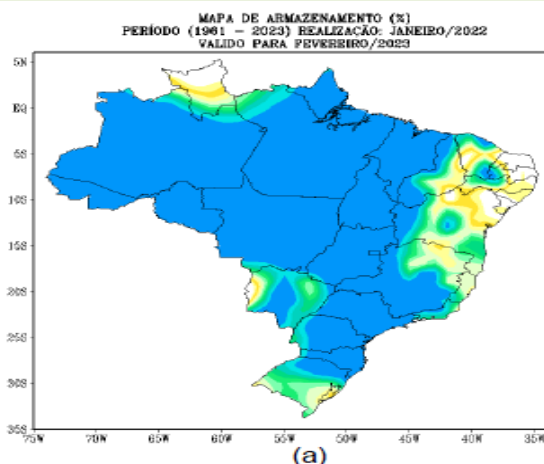 MAPA DE ARMAZENAMENTO (%)
PERÍODO (1961 – 2023) REALIZAÇÃO: JANEIRO/2022
VALIDO PARA FEVEREIRO/2023
5N
EQ
5S
10S
15S
20S
25S
30S
35S
75W 70W 65W 60W 55W 50W 45W 40W 35W
(a)